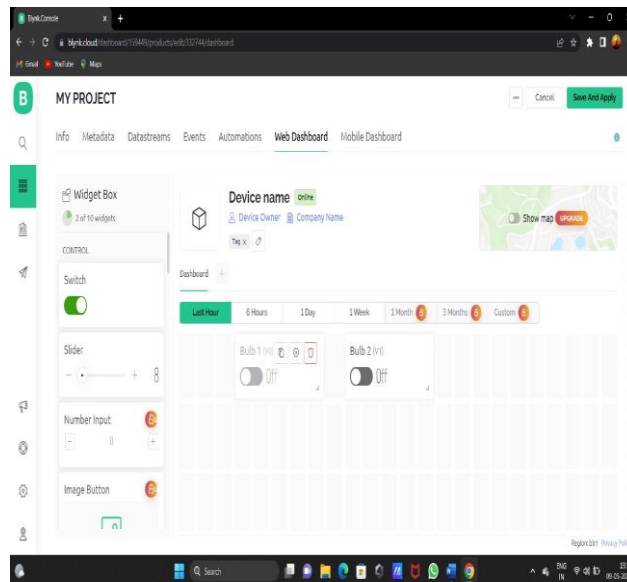 Blynk.Console
blynk.cloud/dashboard/159449/products/edit/332744/dashboard
Gmail YouTube Maps
B MY PROJECT Cancel Save And Apply
Info Metadata Datastreams Events Automations Web Dashboard Mobile Dashboard
Widget Box
2 of 10 widgets
CONTROL
Switch
Slider
8
Number Input
0
Image Button
Device name Online
Device Owner Company Name
Tag x
Show map UPGRADE
Dashboard
Last Hour 6 Hours 1 Day 1 Week 1 Month 3 Months Custom
Bulb 1 (V0) Bulb 2 (V1)
Off Off
Region: blr1 Privacy Pol
Search
ENG
IN